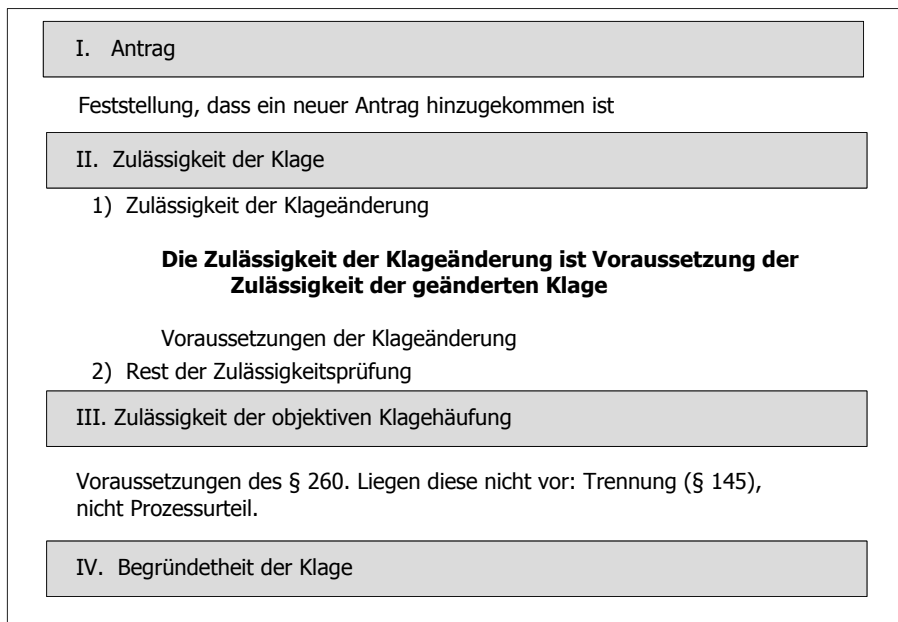 I. Antrag
Feststellung, dass ein neuer Antrag hinzugekommen ist
II. Zulässigkeit der Klage
1) Zulässigkeit der Klageänderung
Die Zulässigkeit der Klageänderung ist Voraussetzung der
Zulässigkeit der geänderten Klage
Voraussetzungen der Klageänderung
2) Rest der Zulässigkeitsprüfung
III. Zulässigkeit der objektiven Klagehäufung
Voraussetzungen des § 260. Liegen diese nicht vor: Trennung (§ 145),
nicht Prozessurteil.
IV. Begründetheit der Klage